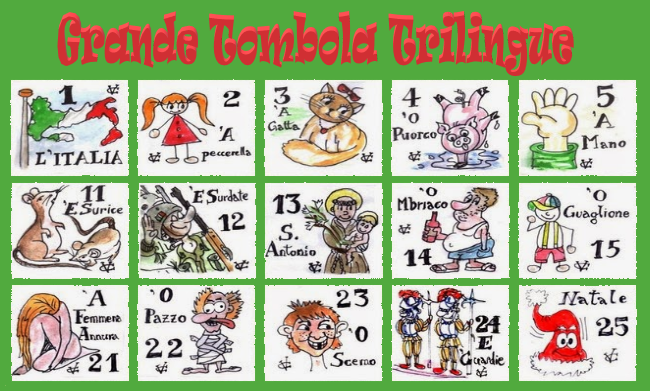 Grande Tombola Trilingue
1
L'ITALIA
2
'A
peccerella
3
'A
Gatta
4
'O
Puorco
5
'A
Mano
11
'E Surice
'E Surdate
12
13
S.
Antonio
'O
Mbriaco
14
'O
Guaglione
15
'A
Femmena
Annura
21
'O
Pazzo
22
23
'O
Scemo
24
'E
Guardie
Natale
25